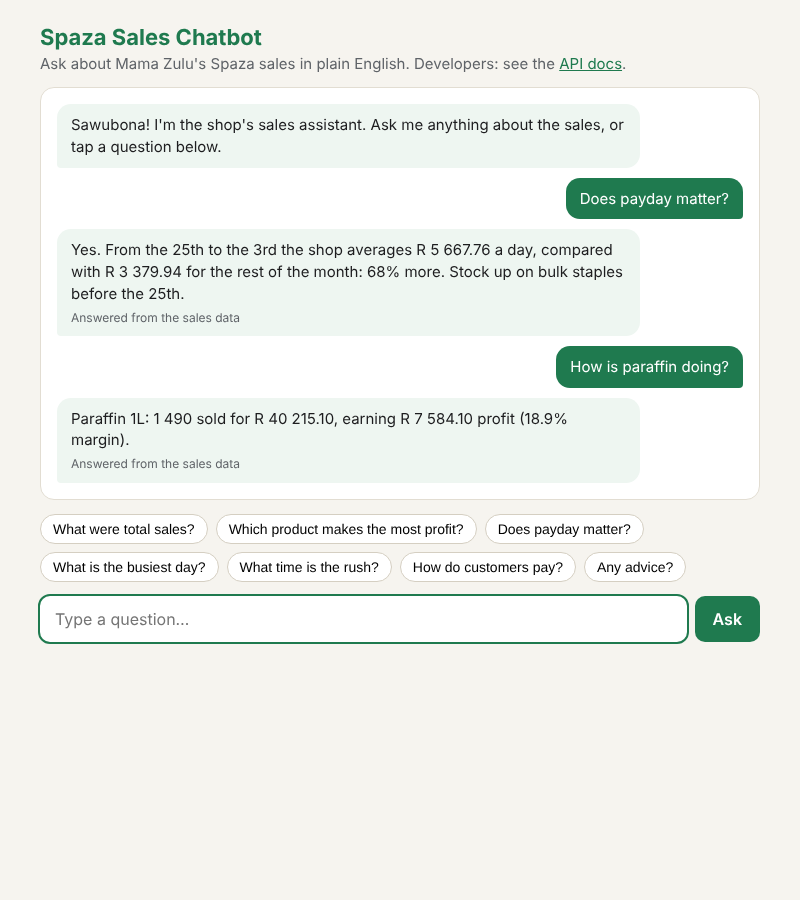 Spaza Sales Chatbot
Ask about Mama Zulu's Spaza sales in plain English. Developers: see the API docs.
Sawubona! I'm the shop's sales assistant. Ask me anything about the sales, or
tap a question below.
Does payday matter?
Yes. From the 25th to the 3rd the shop averages R 5 667.76 a day, compared
with R 3 379.94 for the rest of the month: 68% more. Stock up on bulk staples
before the 25th.
Answered from the sales data
How is paraffin doing?
Paraffin 1L: 1 490 sold for R 40 215.10, earning R 7 584.10 profit (18.9%
margin).
Answered from the sales data
What were total sales? Which product makes the most profit? Does payday matter?
What is the busiest day? What time is the rush? How do customers pay? Any advice?
Type a question... Ask